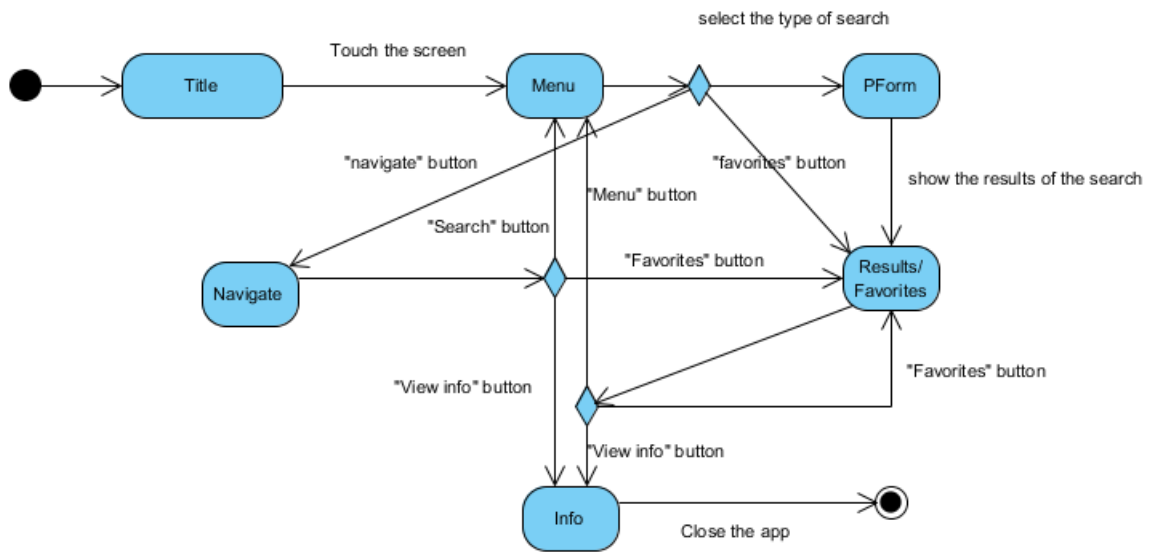 select the type of search
Touch the screen
Title
Menu
PForm
"navigate" button
"favorites" button
show the results of the search
"Menu" button
"Search" button
"Favorites" button
Results/
Favorites
Navigate
"Favorites" button
"View info" button
"View info" button
Info
Close the app